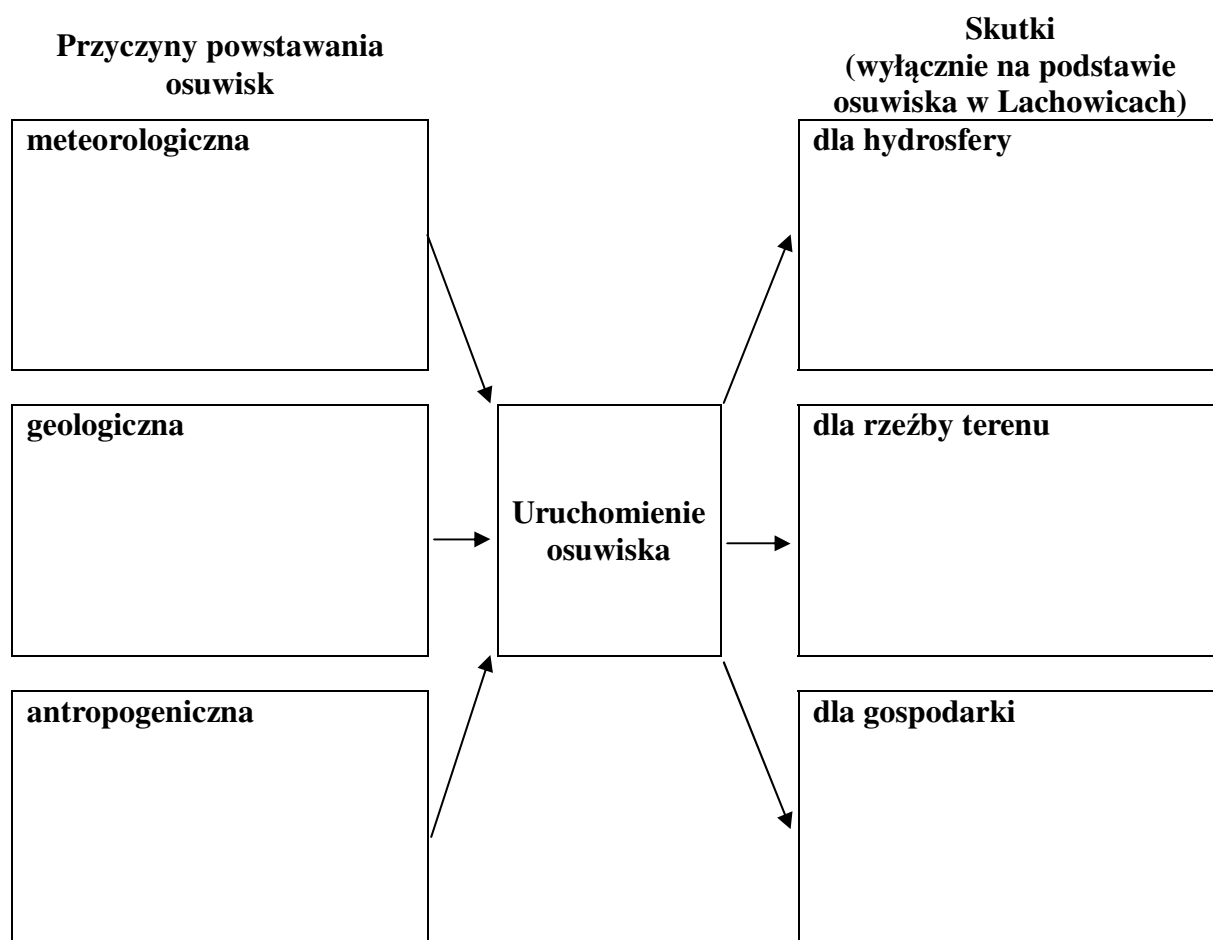 Przyczyny powstawania
osuwisk
Skutki
(wyłącznie na podstawie
osuwiska w Lachowicach)
meteorologiczna
dla hydrosfery
geologiczna
dla rzeźby terenu
Uruchomienie
osuwiska
antropogeniczna
dla gospodarki